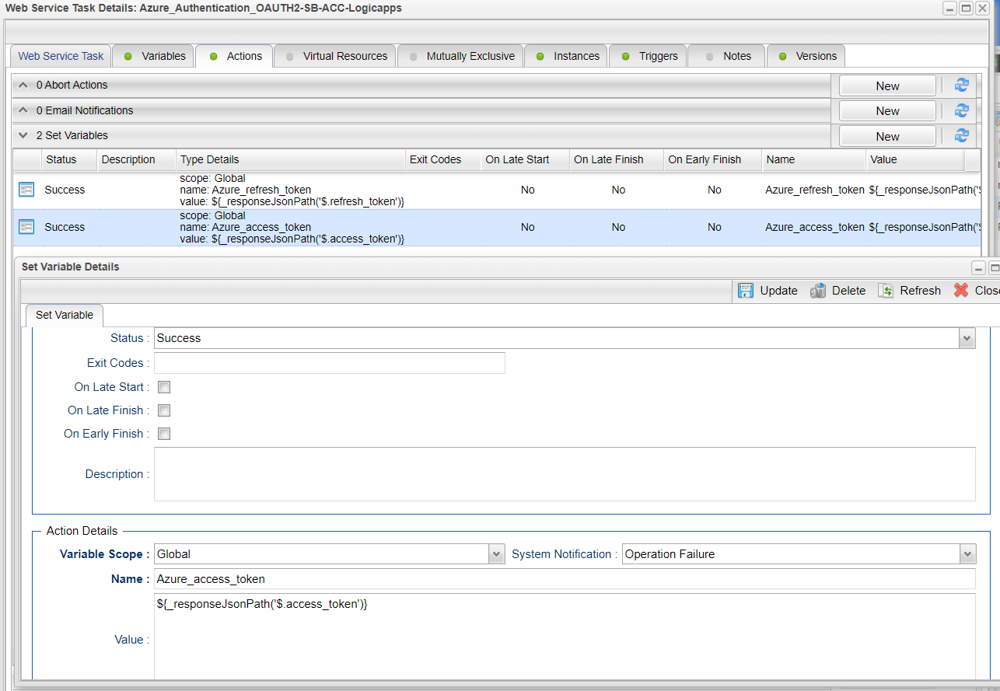 Web Service Task Details: Azure_Authentication_OAUTH2-SB-ACC-Logicapps
Web Service Task Variables Actions Virtual Resources Mutually Exclusive Instances Triggers Notes Versions
0 Abort Actions New
0 Email Notifications New
2 Set Variables New
Status Description Type Details Exit Codes On Late Start On Late Finish On Early Finish Name Value
scope: Global
Success name: Azure_refresh_token No No No Azure_refresh_token ${_responseJsonPath('$
value: ${_responseJsonPath('$.refresh_token')}
scope: Global
Success name: Azure_access_token No No No Azure_access_token ${_responseJsonPath('$
value: ${_responseJsonPath('$.access_token')}
Set Variable Details
Update Delete Refresh Close
Set Variable
Status : Success
Exit Codes :
On Late Start :
On Late Finish :
On Early Finish :
Description :
Action Details
Variable Scope : Global System Notification : Operation Failure
Name : Azure_access_token
${_responseJsonPath('$.access_token')}
Value :